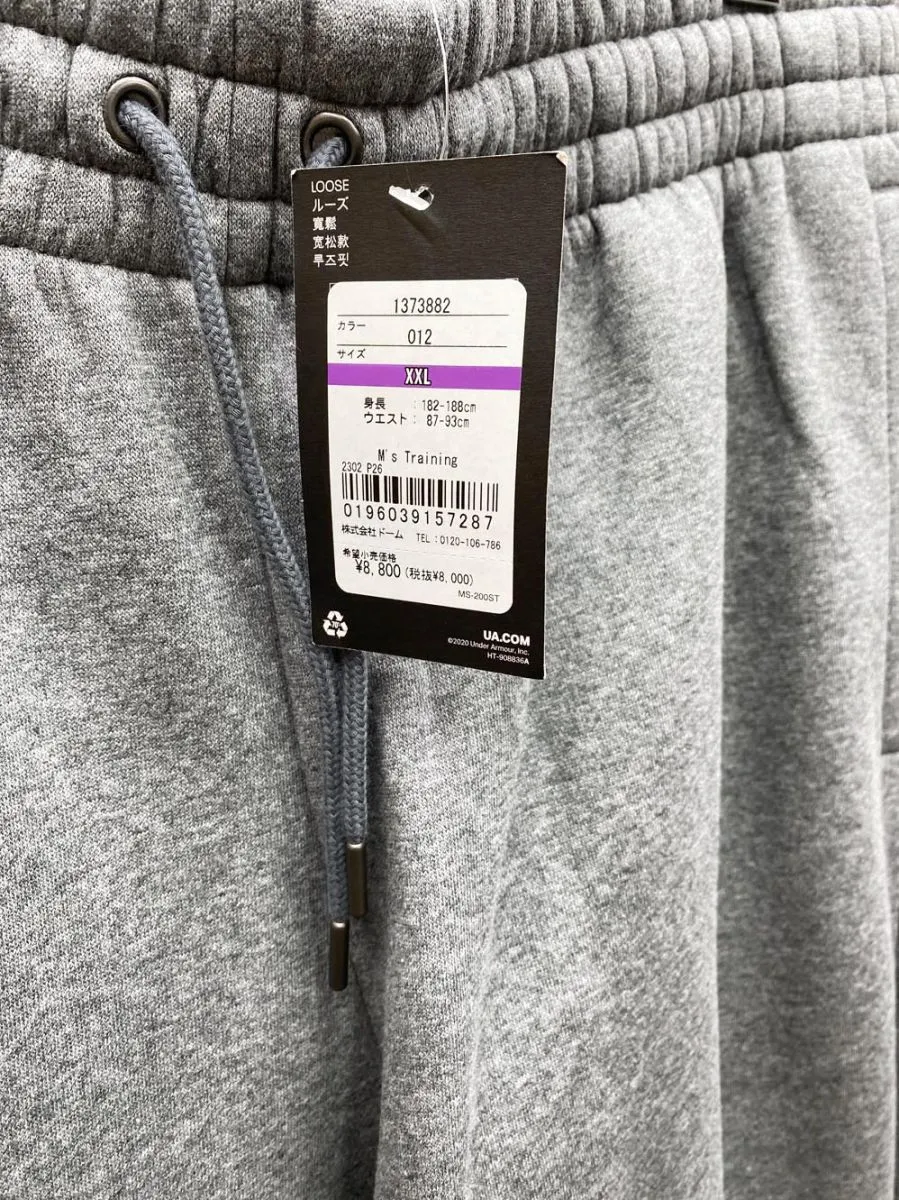 LOOSE
ルーズ
寬鬆
宽松款
루즈핏
1373882
カラー
012
サイズ
XXL
身長 : 182-188cm
ウエスト : 87-93cm
M's Training
2302 P26
0196039157287
株式会社ドーム TEL:0120-106-786
希望小売価格
¥8,800 (税抜¥8,000)
MS-200ST
UA.COM
©2020 Under Armour, Inc.
HT-908836A